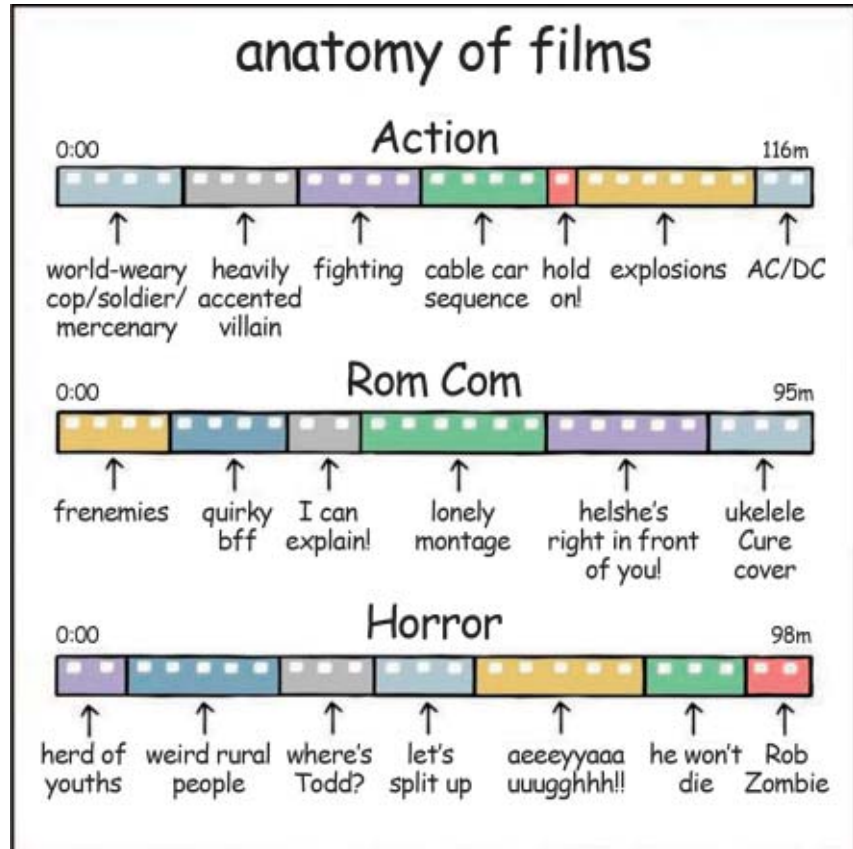 anatomy of films
Action
0:00 116m
world-weary
cop/soldier/
mercenary
heavily
accented
villain
fighting
cable car
sequence
hold
on!
explosions
AC/DC
Rom Com
0:00 95m
frenemies
quirky
bff
I can
explain!
lonely
montage
helshe's
right in front
of you!
ukelele
Cure
cover
Horror
0:00 98m
herd of
youths
weird rural
people
where's
Todd?
let's
split up
aeeeyyaaa
uuugghhh!!
he won't
die
Rob
Zombie